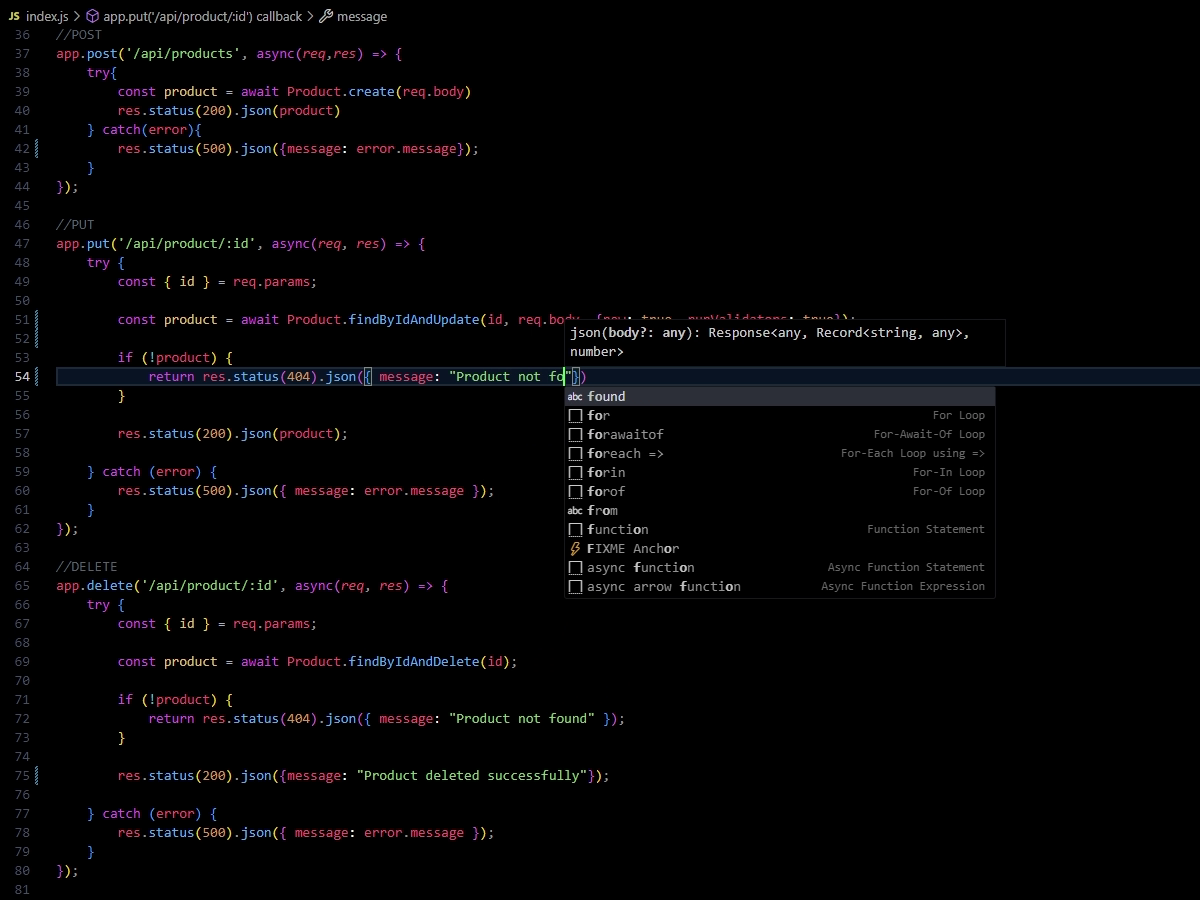 JS index.js > app.put('/api/product/:id') callback > message
36 //POST
37 app.post('/api/products', async(req,res) => {
38 try{
39 const product = await Product.create(req.body)
40 res.status(200).json(product)
41 } catch(error){
42 res.status(500).json({message: error.message});
43 }
44 });
45
46 //PUT
47 app.put('/api/product/:id', async(req, res) => {
48 try {
49 const { id } = req.params;
50
51 const product = await Product.findByIdAndUpdate(id, req.body, {new: true, runValidators: true});
json(body?: any): Response<any, Record<string, any>,
number>
52
53 if (!product) {
54 return res.status(404).json({ message: "Product not fo"})
found
for For Loop
forawaitof For-Await-Of Loop
foreach => For-Each Loop using =>
forin For-In Loop
forof For-Of Loop
from
function Function Statement
FIXME Anchor
async function Async Function Statement
async arrow function Async Function Expression
55 }
56
57 res.status(200).json(product);
58
59 } catch (error) {
60 res.status(500).json({ message: error.message });
61 }
62 });
63
64 //DELETE
65 app.delete('/api/product/:id', async(req, res) => {
66 try {
67 const { id } = req.params;
68
69 const product = await Product.findByIdAndDelete(id);
70
71 if (!product) {
72 return res.status(404).json({ message: "Product not found" });
73 }
74
75 res.status(200).json({message: "Product deleted successfully"});
76
77 } catch (error) {
78 res.status(500).json({ message: error.message });
79 }
80 });
81